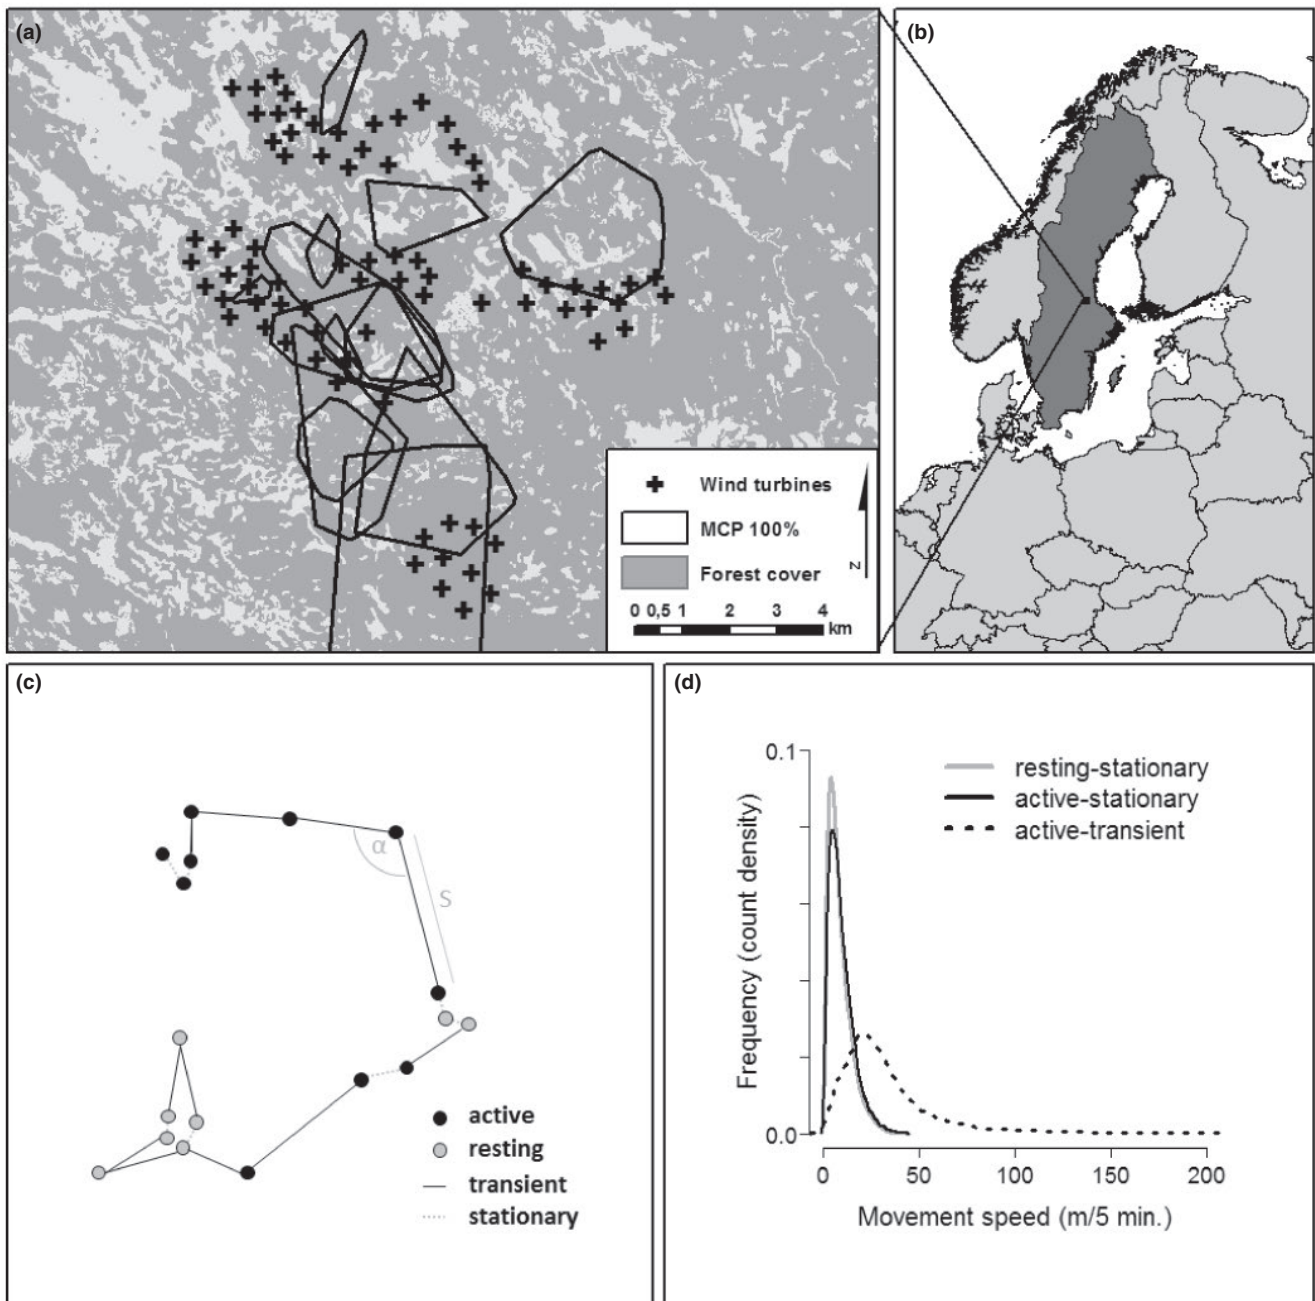 (a)
Wind turbines
MCP 100%
Forest cover
N
0 0,5 1 2 3 4
km
(b)
(c)
α
S
active
resting
transient
stationary
(d)
0.1
0.0
Frequency (count density)
resting-stationary
active-stationary
active-transient
0 50 100 150 200
Movement speed (m/5 min.)